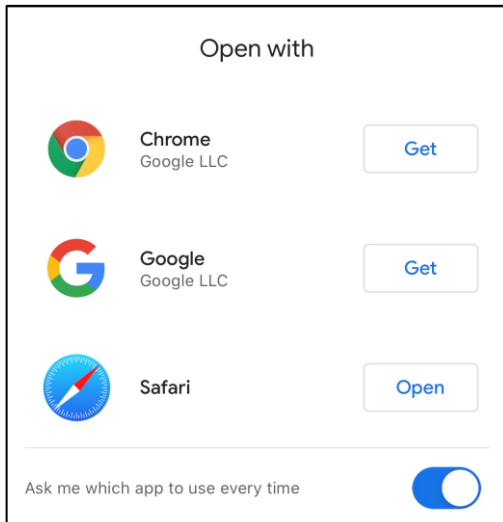 Open with
Chrome
Google LLC
Get
Google
Google LLC
Get
Safari
Open
Ask me which app to use every time